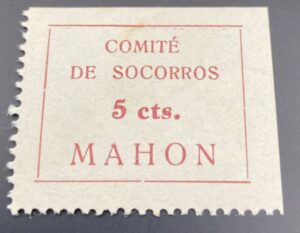 COMITÉ
DE SOCORROS
5 cts.
MAHON